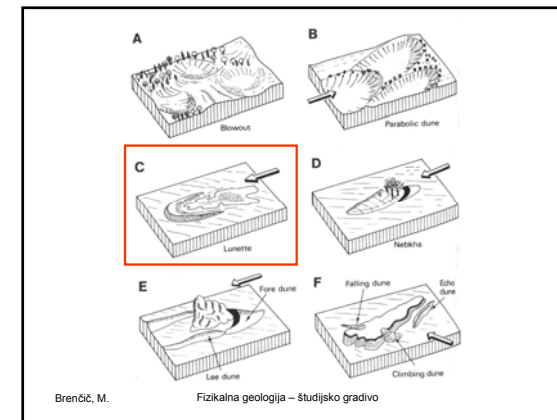 A
Blowout
B
Parabolic dune
C
Lunette
D
Nebkha
E
Fore dune
Lee dune
F
Falling dune
Echo
dune
Climbing dune
Brenčič, M.
Fizikalna geologija – študijsko gradivo